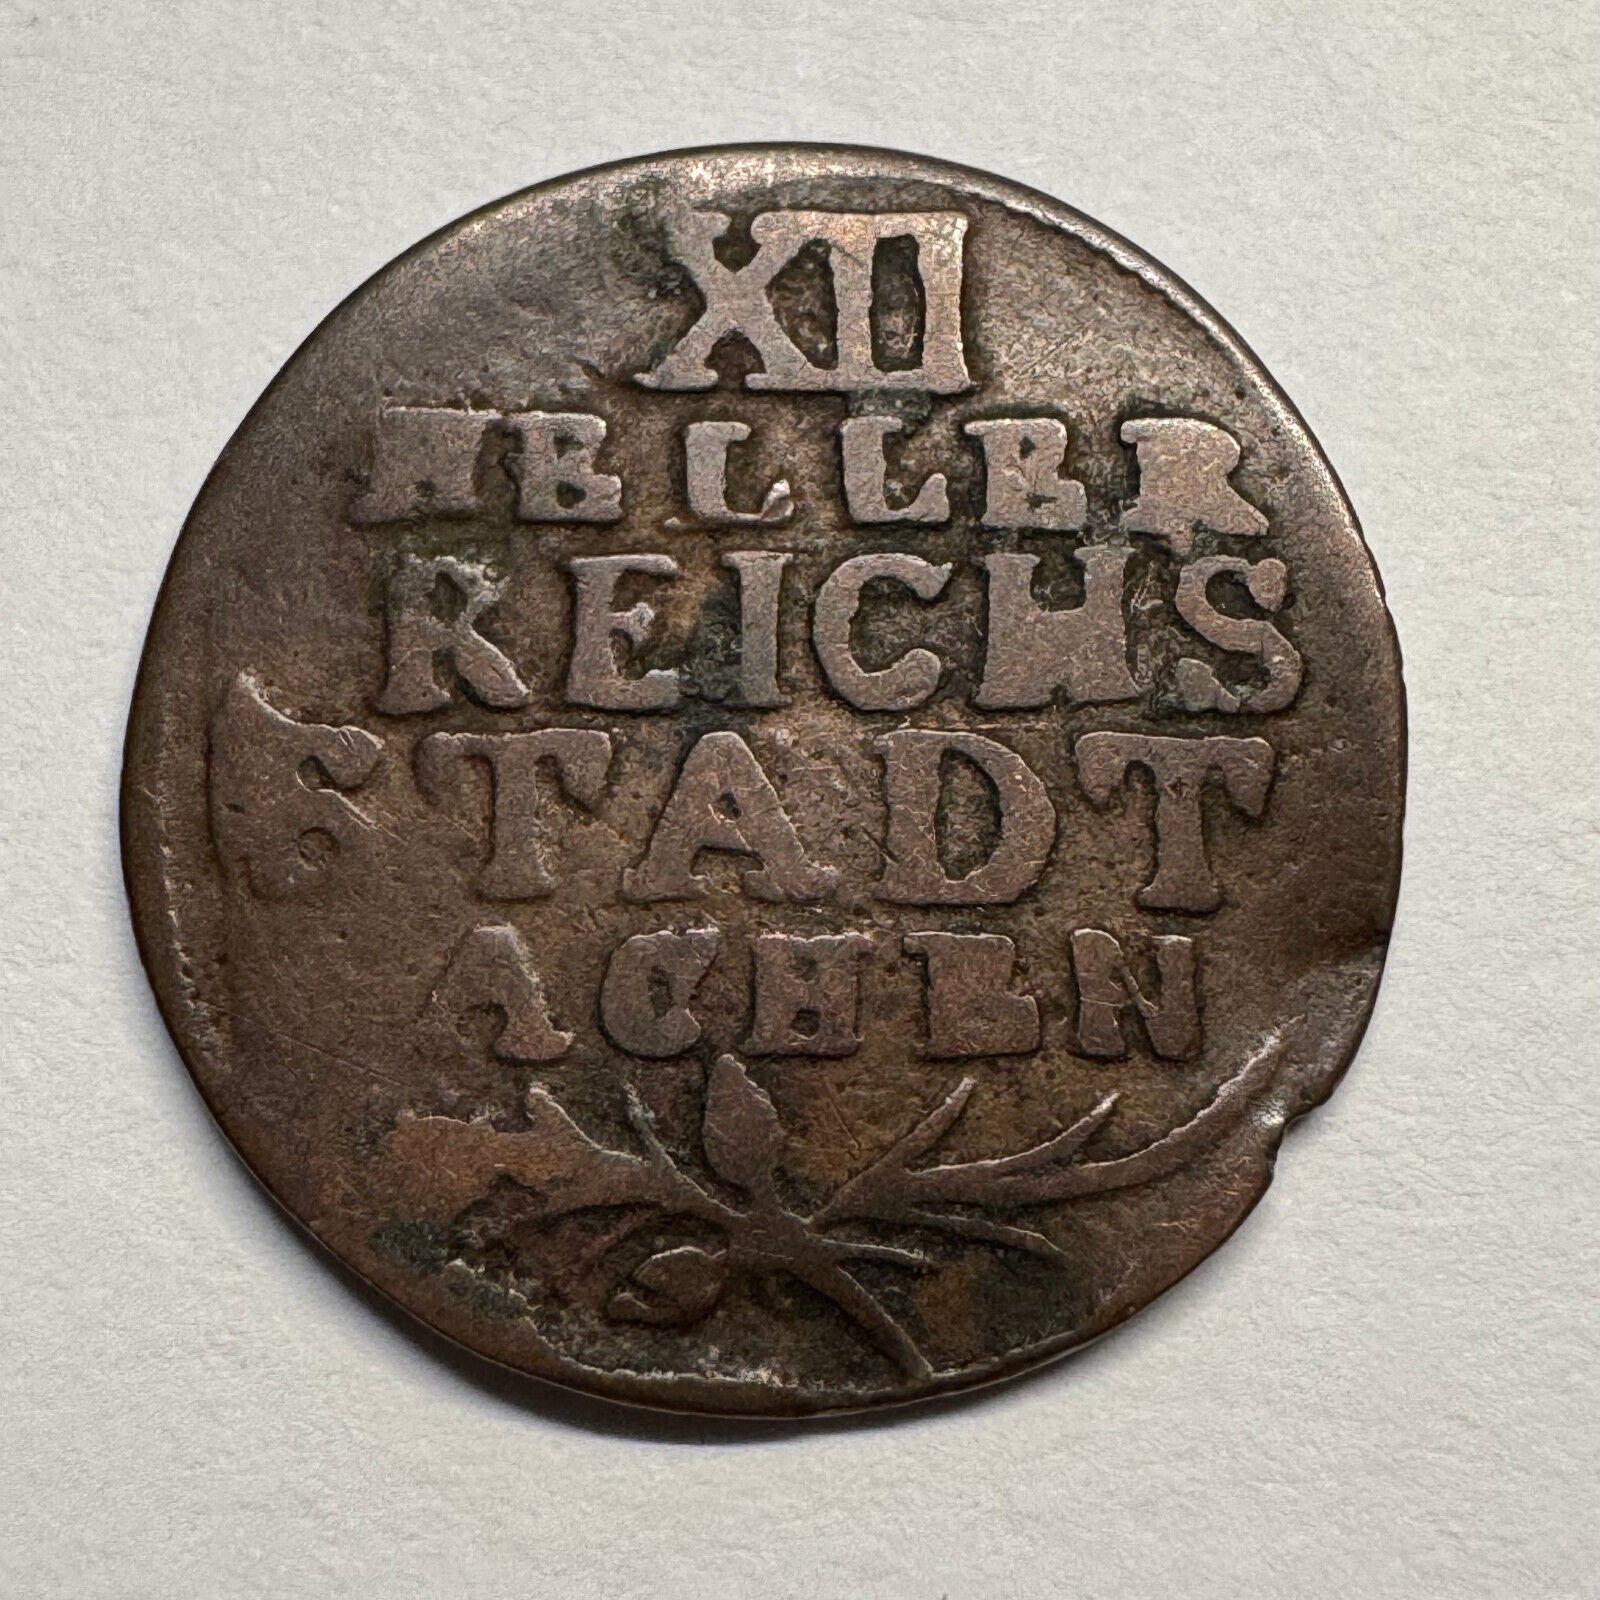 XII
HELLER
REICHS
STADT
ACHEN